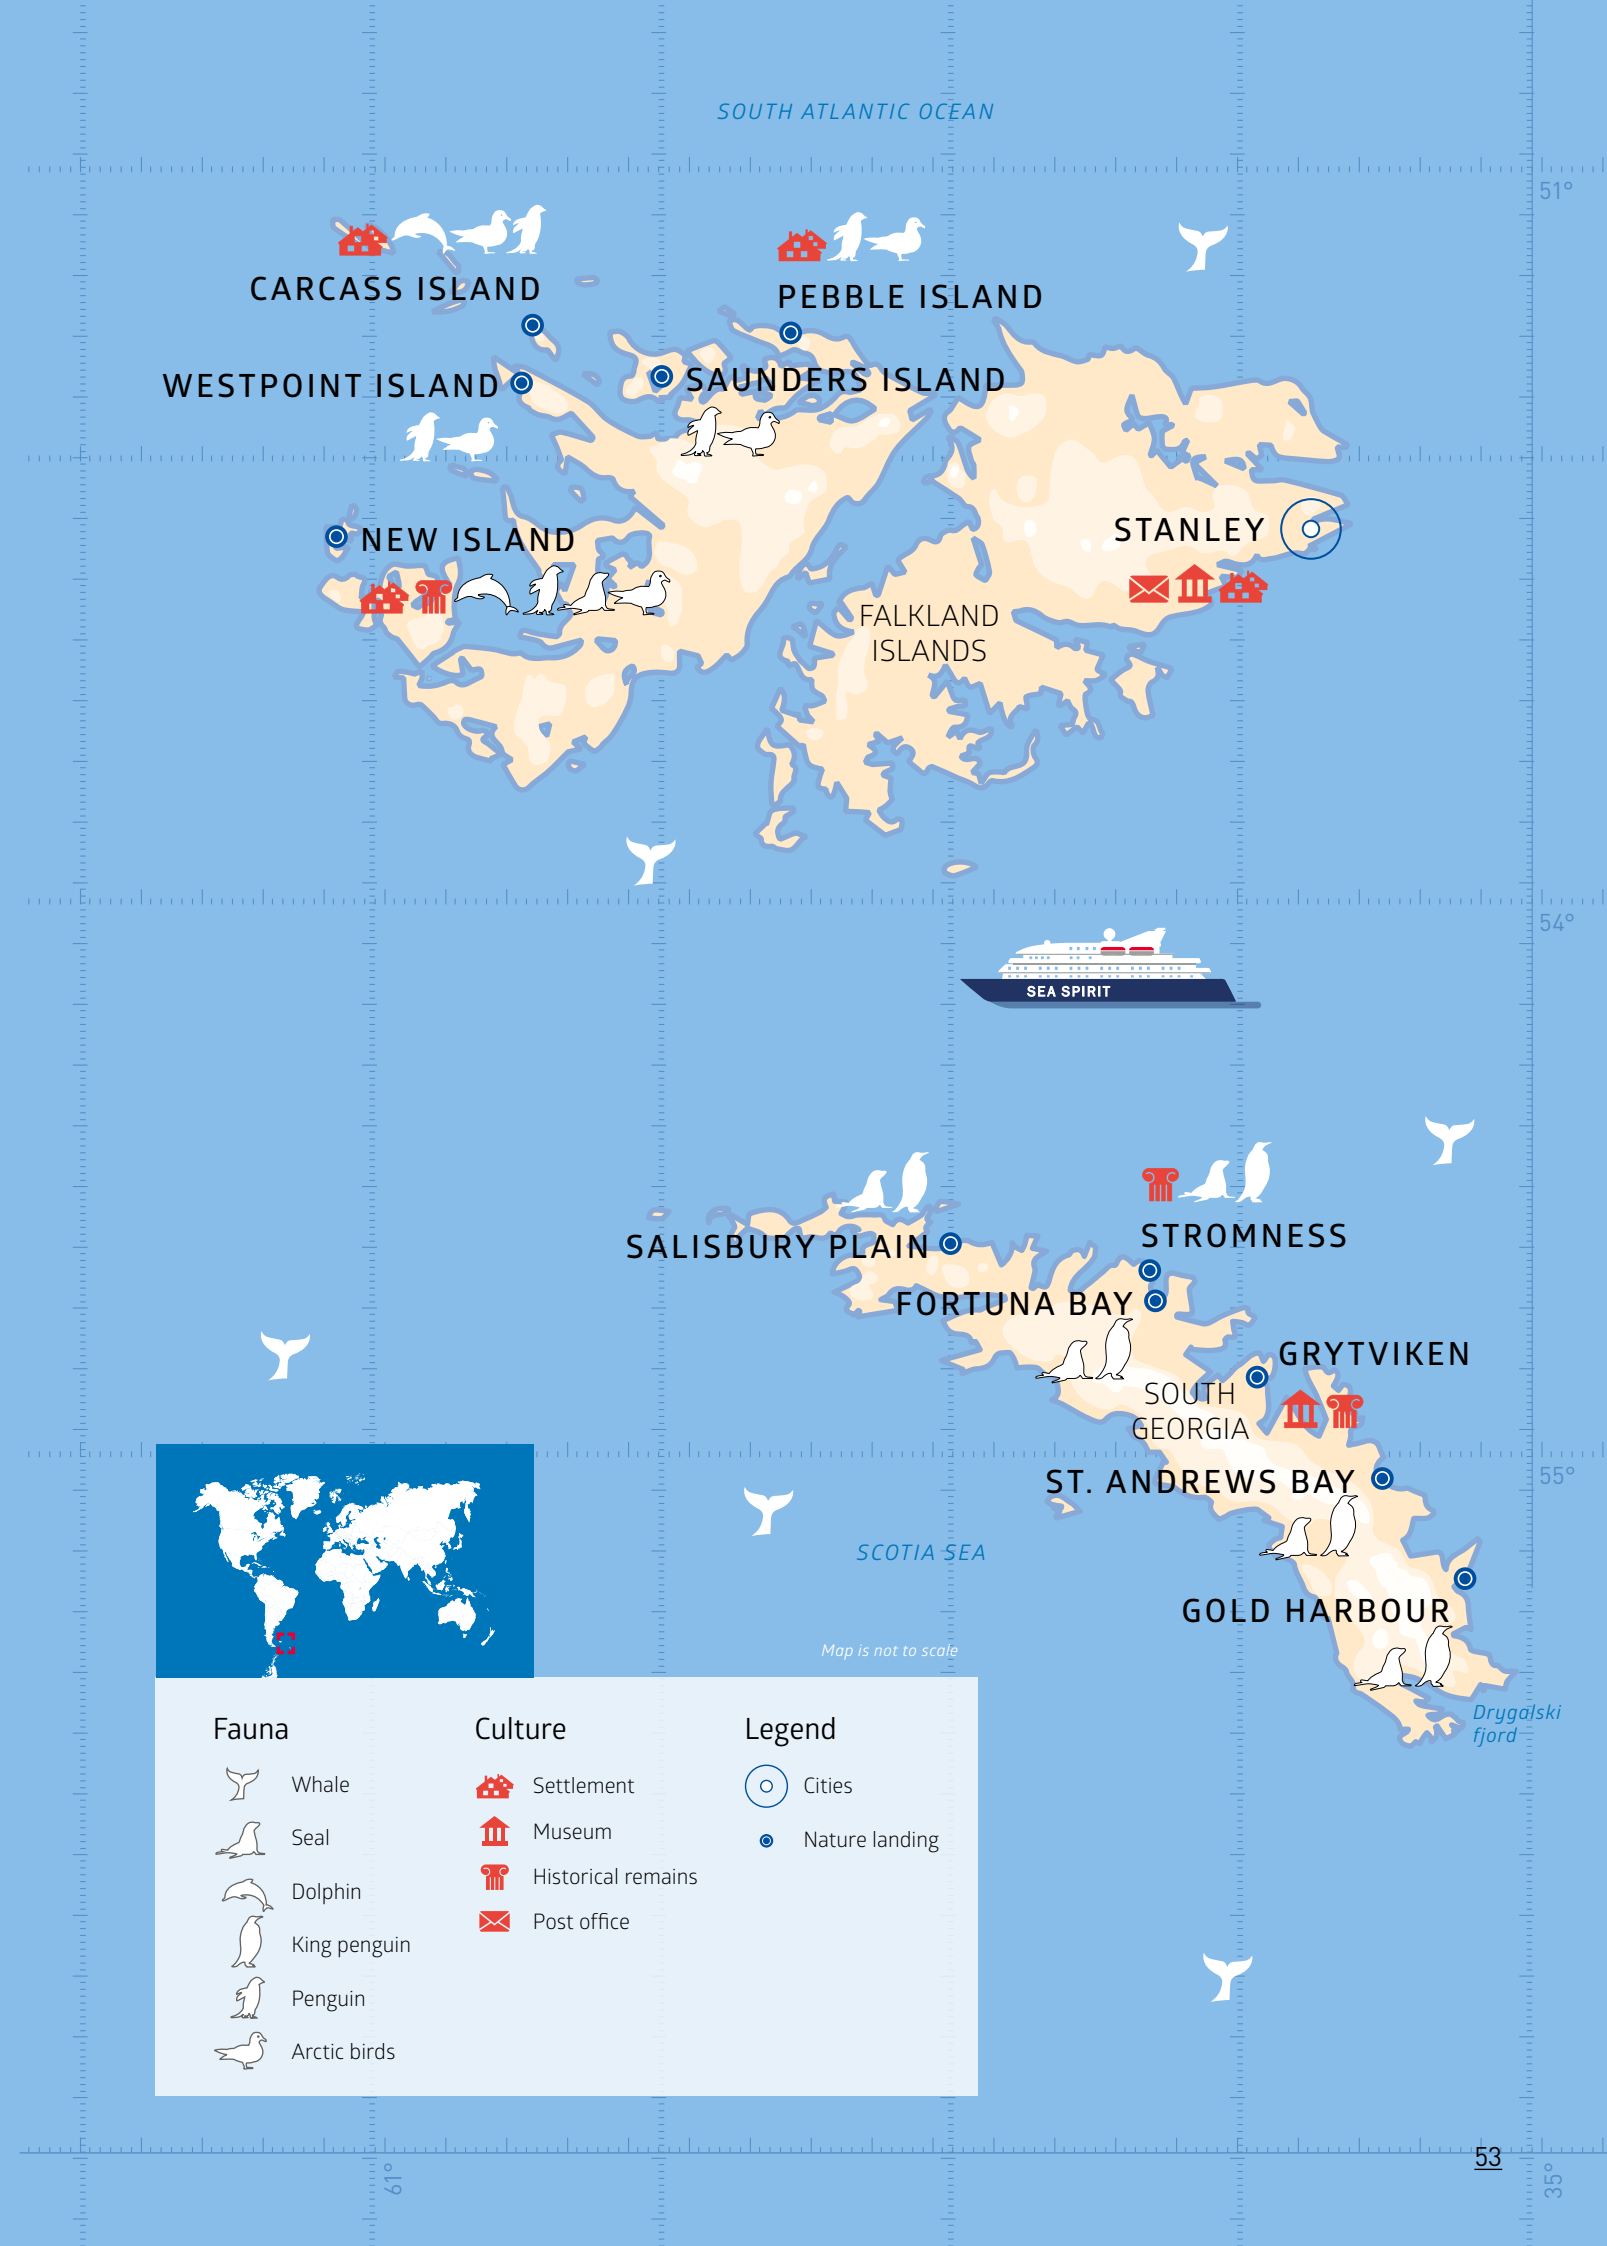 SOUTH ATLANTIC OCEAN
51°
CARCASS ISLAND
PEBBLE ISLAND
WESTPOINT ISLAND
SAUNDERS ISLAND
NEW ISLAND
STANLEY
FALKLAND
ISLANDS
54°
SEA SPIRIT
STROMNESS
SALISBURY PLAIN
FORTUNA BAY
GRYTVIKEN
SOUTH
GEORGIA
55°
ST. ANDREWS BAY
SCOTIA SEA
GOLD HARBOUR
Map is not to scale
Drygalski
fjord
Fauna
Whale
Seal
Dolphin
King penguin
Penguin
Arctic birds
Culture
Settlement
Museum
Historical remains
Post office
Legend
Cities
Nature landing
53
61°
35°